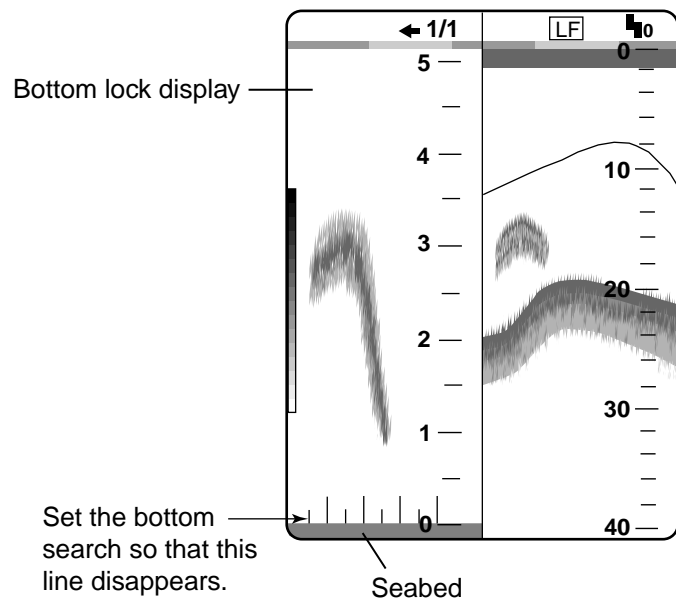 1/1
LF
0
0
5
Bottom lock display
4
10
3
20
2
30
1
Set the bottom
search so that this
line disappears.
0
40
Seabed